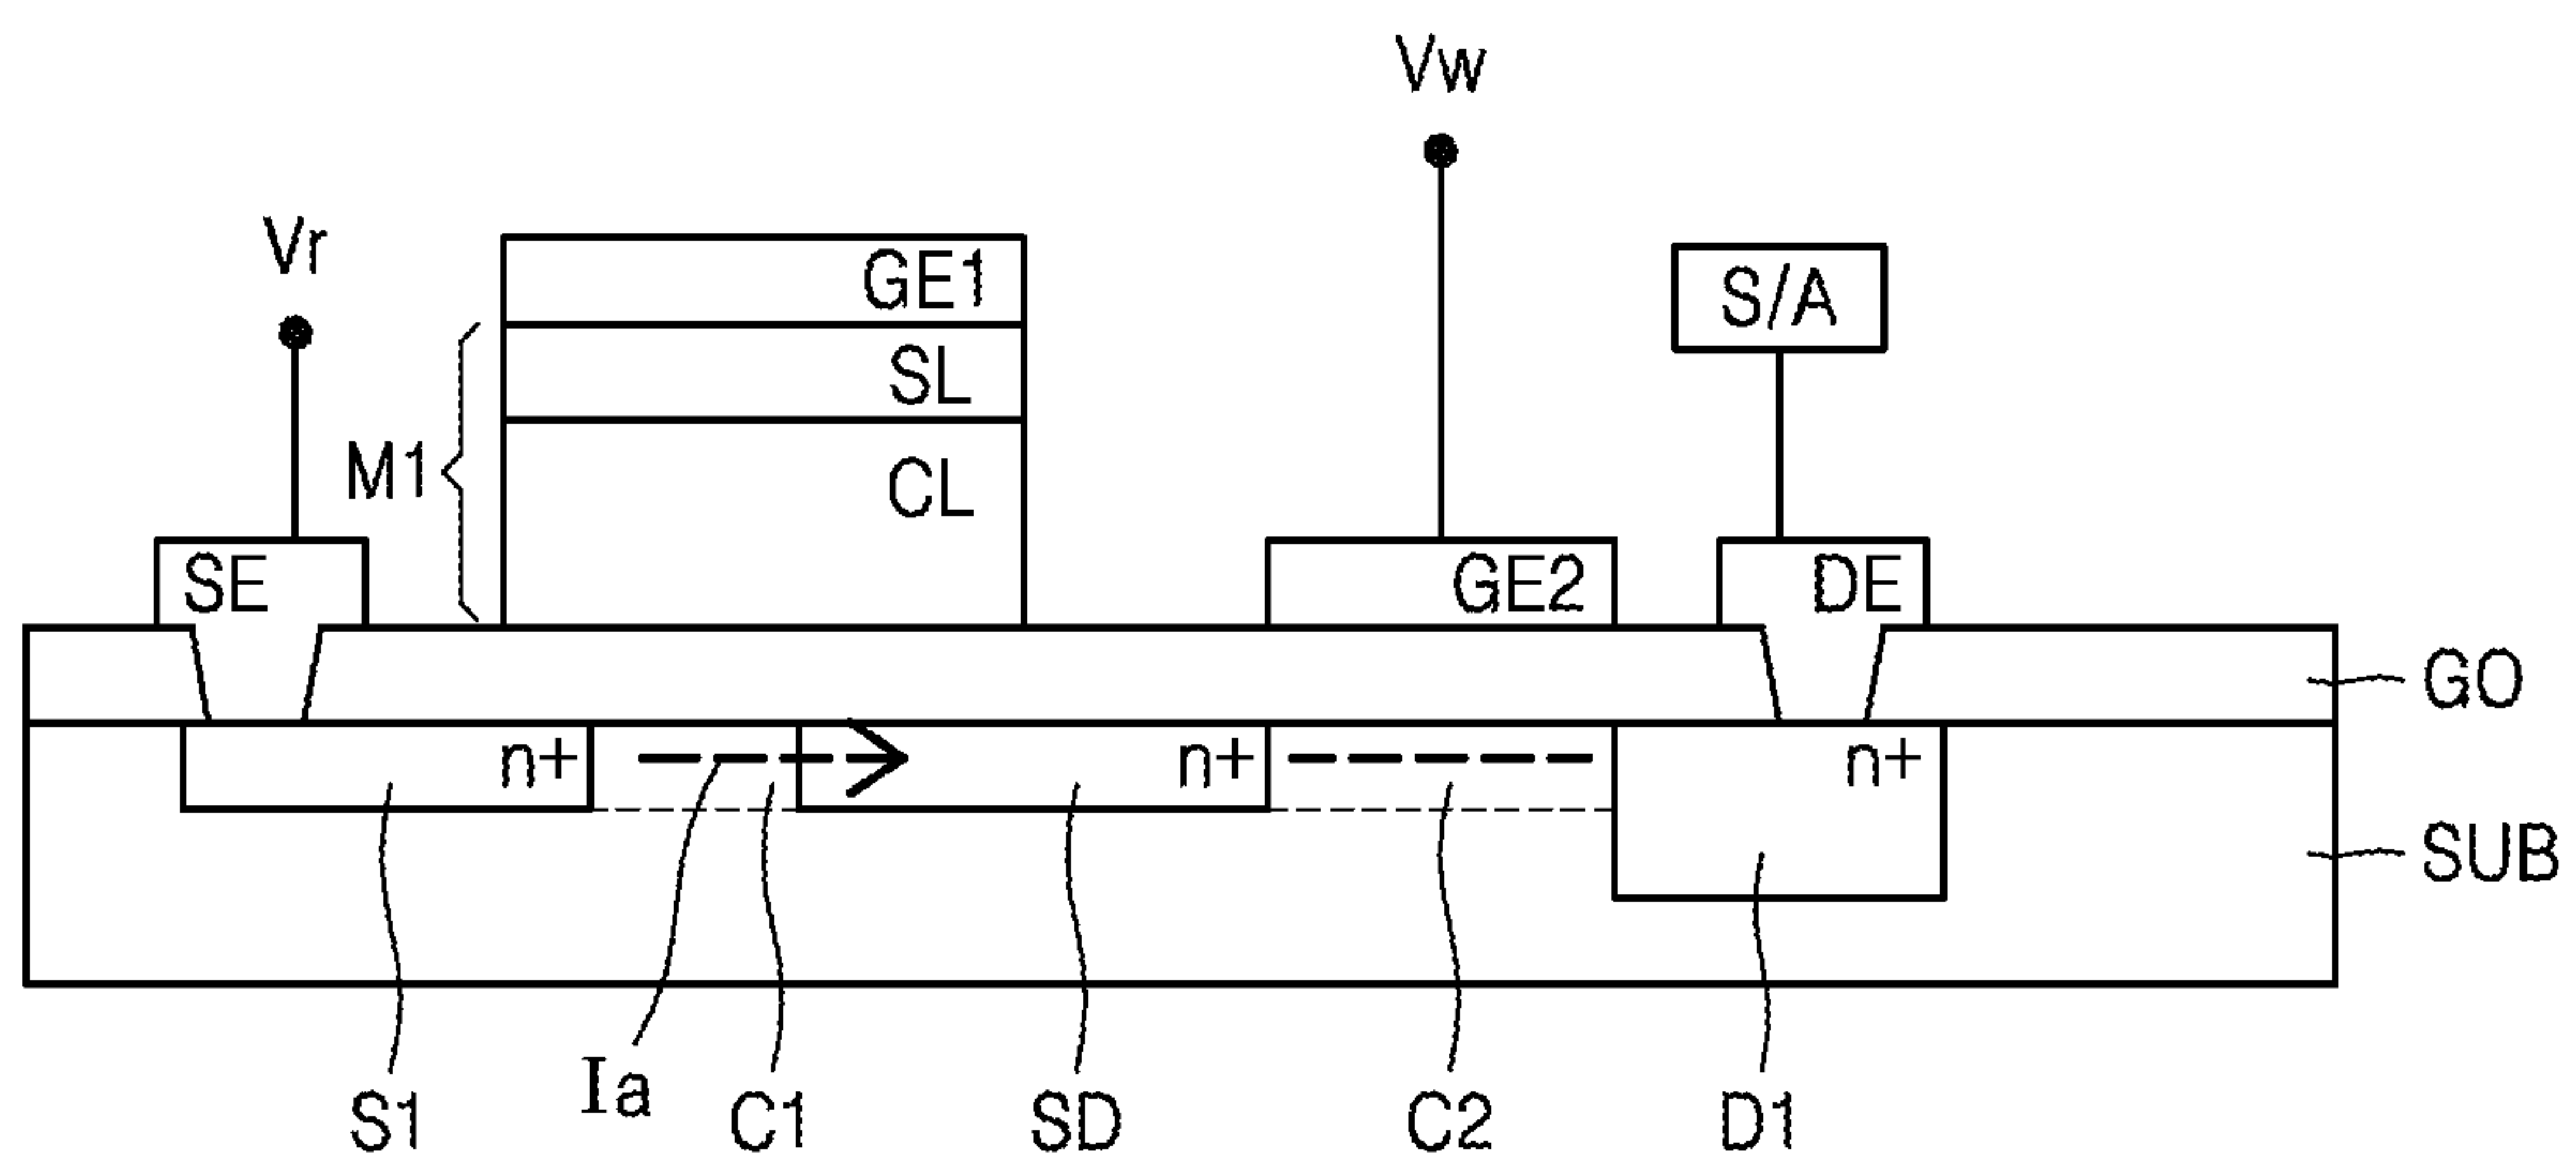 Vw
Vr
GE1
S/A
SL
M1
CL
SE
GE2
DE
GO
n+
n+
n+
SUB
Ia
S1
C1
SD
C2
D1